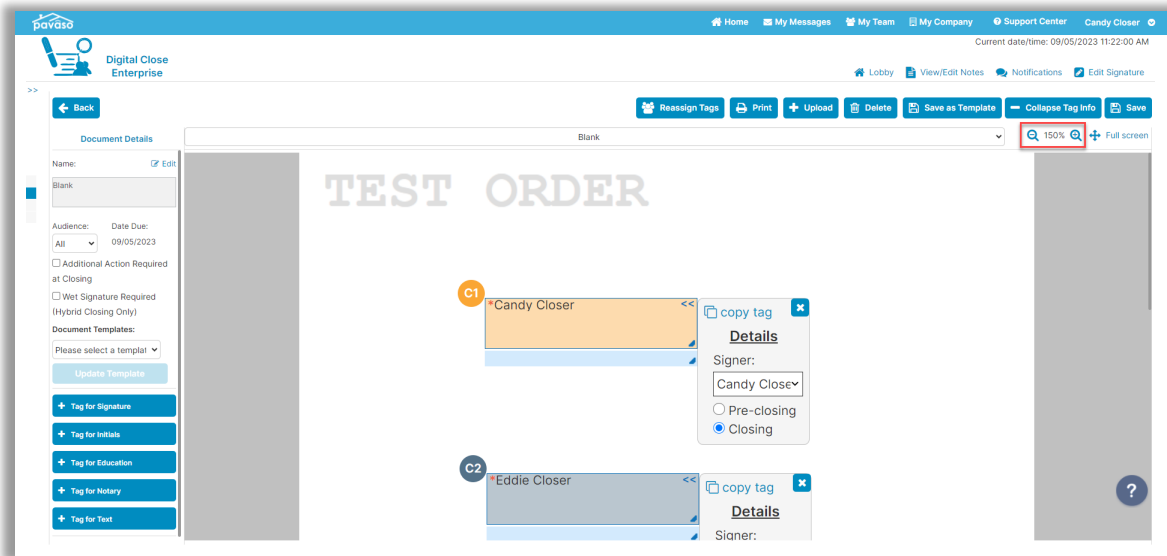 pavaso
Home My Messages My Team My Company Support Center Candy Closer
Current date/time: 09/05/2023 11:22:00 AM
Digital Close
Enterprise
Lobby View/Edit Notes Notifications Edit Signature
>>
Back
Reassign Tags Print + Upload Delete Save as Template Collapse Tag Info Save
Document Details
Blank
150% Full screen
Name: Edit
Blank
TEST ORDER
Audience: Date Due:
All 09/05/2023
Additional Action Required
at Closing
Wet Signature Required
(Hybrid Closing Only)
Document Templates:
Please select a templat
Update Template
+ Tag for Signature
+ Tag for Initials
+ Tag for Education
+ Tag for Notary
+ Tag for Text
C1
*Candy Closer <<
copy tag
Details
Signer:
Candy Close
Pre-closing
Closing
C2
*Eddie Closer <<
copy tag
Details
Signer:
?